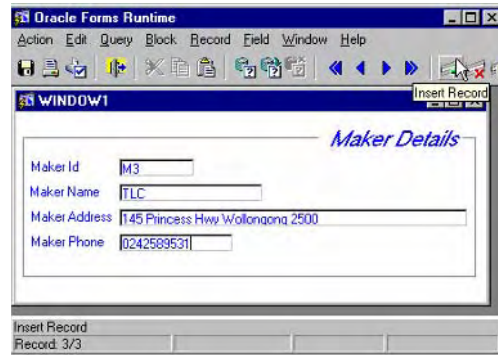 Oracle Forms Runtime
Action Edit Query Block Record Field Window Help
Insert Record
WINDOW1
Maker Details
Maker Id M3
Maker Name TLC
Maker Address 145 Princess Hwy Wollongong 2500
Maker Phone 0242589531
Insert Record
Record: 3/3